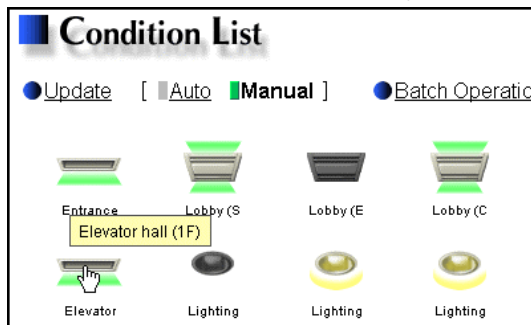 Condition List
Update [ Auto Manual ] Batch Operatio
Entrance Lobby (S Lobby (E Lobby (C
Elevator hall (1F)
Elevator Lighting Lighting Lighting